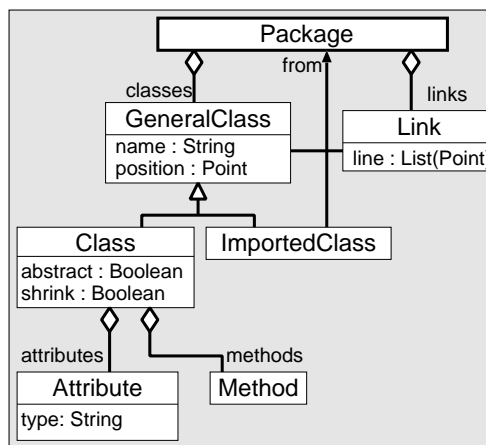 Package
from
classes
links
GeneralClass
name : String
position : Point
Link
line : List(Point)
Class
abstract : Boolean
shrink : Boolean
ImportedClass
attributes
methods
Attribute
type: String
Method